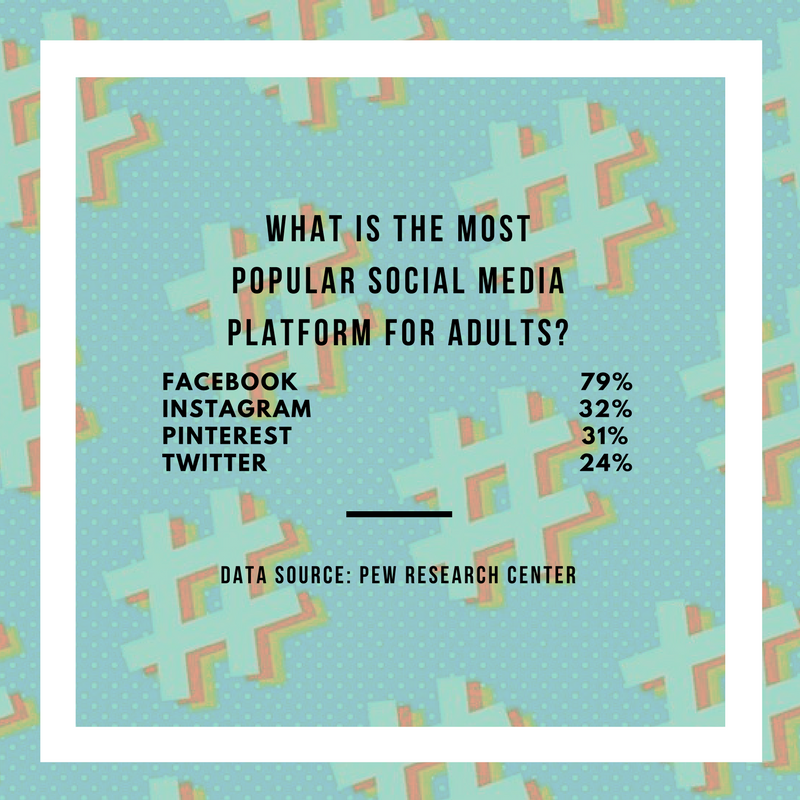 WHAT IS THE MOST
POPULAR SOCIAL MEDIA
PLATFORM FOR ADULTS?
FACEBOOK 79%
INSTAGRAM 32%
PINTEREST 31%
TWITTER 24%
DATA SOURCE: PEW RESEARCH CENTER